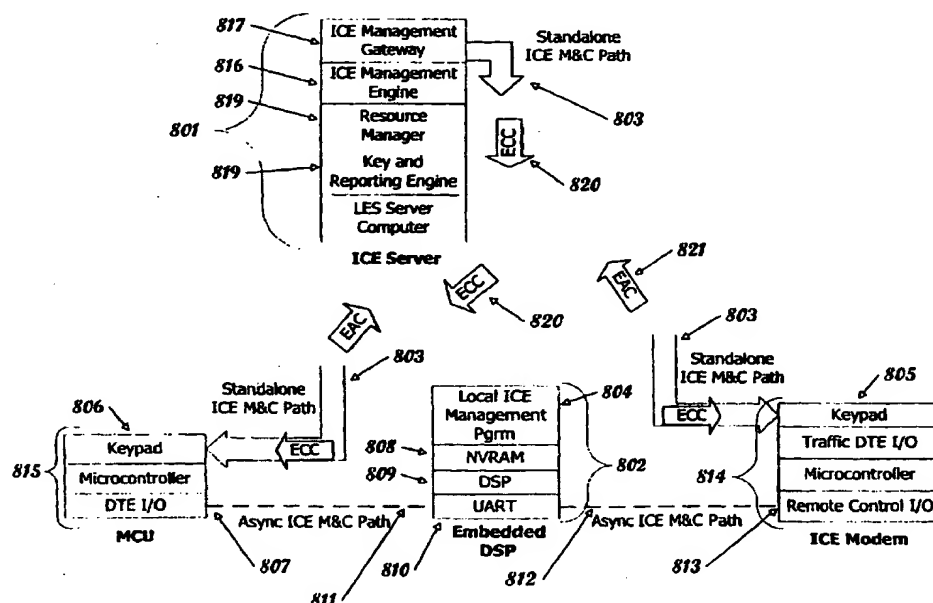 817
ICE Management
Gateway
Standalone
ICE M&C Path
816
ICE Management
Engine
803
819
801
Resource
Manager
ECC
820
819
Key and
Reporting Engine
LES Server
Computer
ICE Server
821
EAC
ECC
EAC
820
803
803
Standalone
ICE M&C Path
Standalone
ICE M&C Path
805
806
804
Local ICE
Management
Pgrm
ECC
Keypad
815
Keypad
ECC
808
NVRAM
802
Traffic DTE I/O
Microcontroller
809
DSP
814
Microcontroller
DTE I/O
UART
Remote Control I/O
Async ICE M&C Path
Async ICE M&C Path
MCU
Embedded
DSP
ICE Modem
807
810
812
813
811